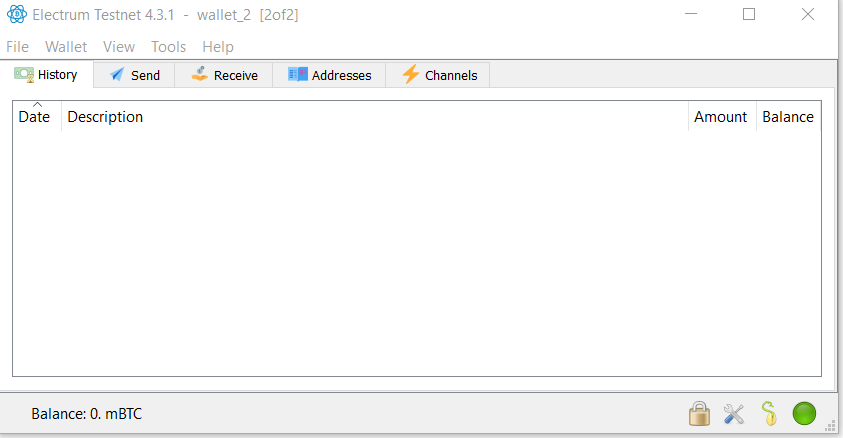 Electrum Testnet 4.3.1 - wallet_2 [2of2]
File Wallet View Tools Help
History Send Receive Addresses Channels
Date Description Amount Balance
Balance: 0. mBTC